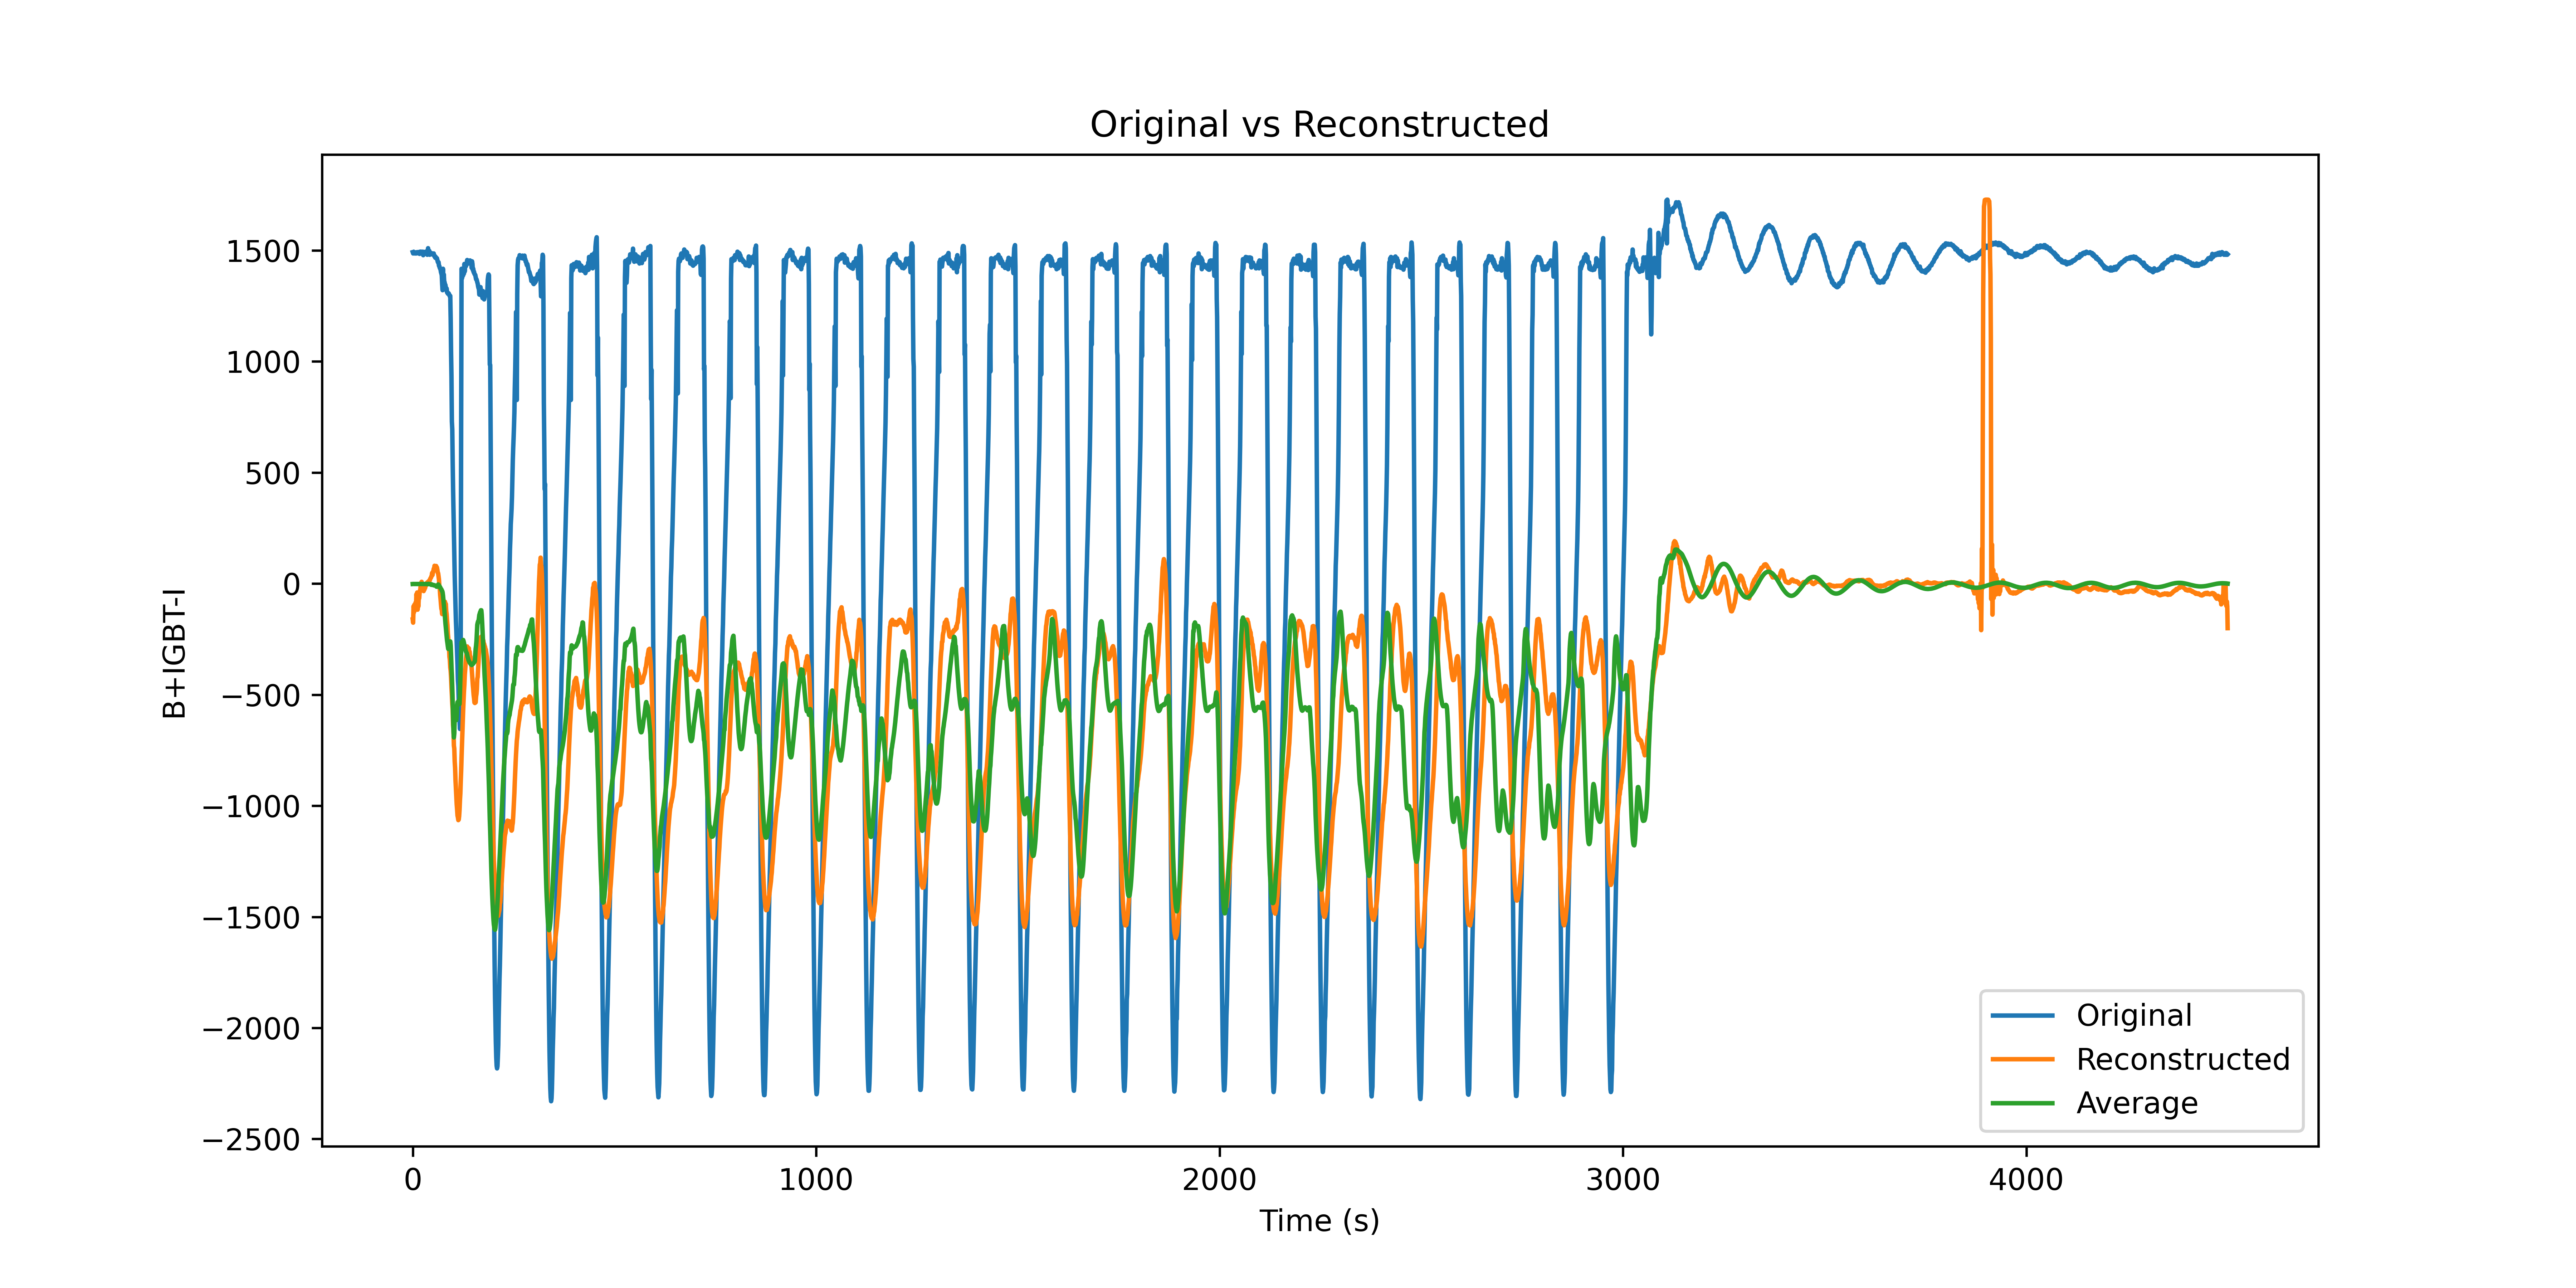 Original vs Reconstructed
B+IGBT-I
1500
1000
500
0
−500
−1000
−1500
−2000
−2500
0 1000 2000 3000 4000
Time (s)
Original
Reconstructed
Average